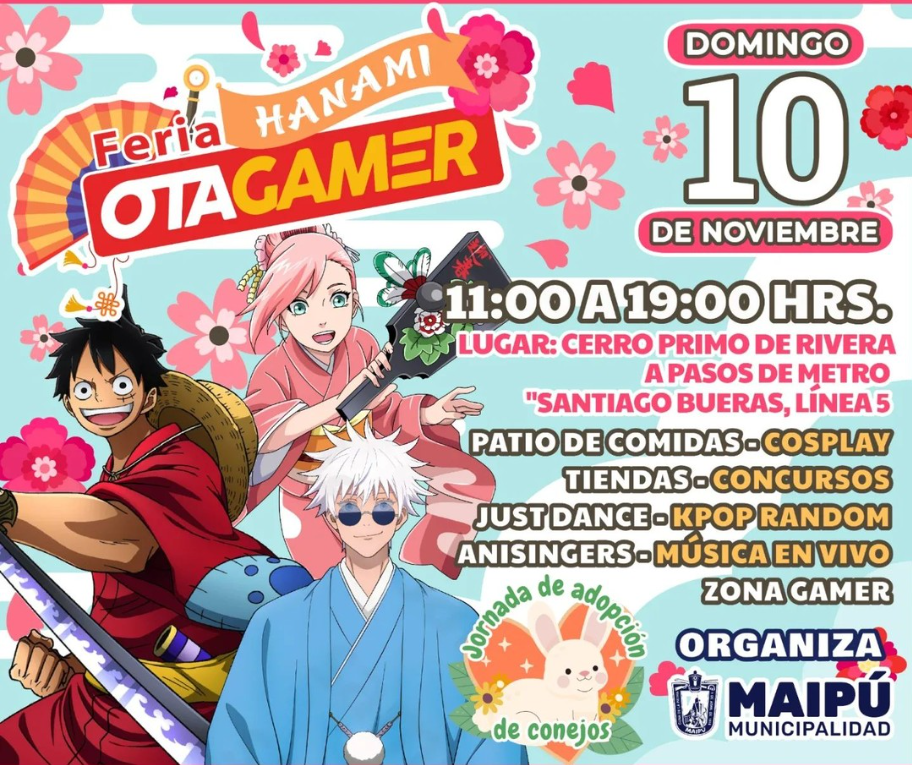 Feria HANAMI
OTAGAMER
DOMINGO
10
DE NOVIEMBRE
11:00 A 19:00 HRS.
LUGAR: CERRO PRIMO DE RIVERA
A PASOS DE METRO
"SANTIAGO BUERAS, LÍNEA 5
PATIO DE COMIDAS - COSPLAY
TIENDAS - CONCURSOS
JUST DANCE - KPOP RANDOM
ANISINGERS - MÚSICA EN VIVO
ZONA GAMER
Jornada de adopción
de conejos
ORGANIZA
MAIPÚ
MAIPÚ
MUNICIPALIDAD